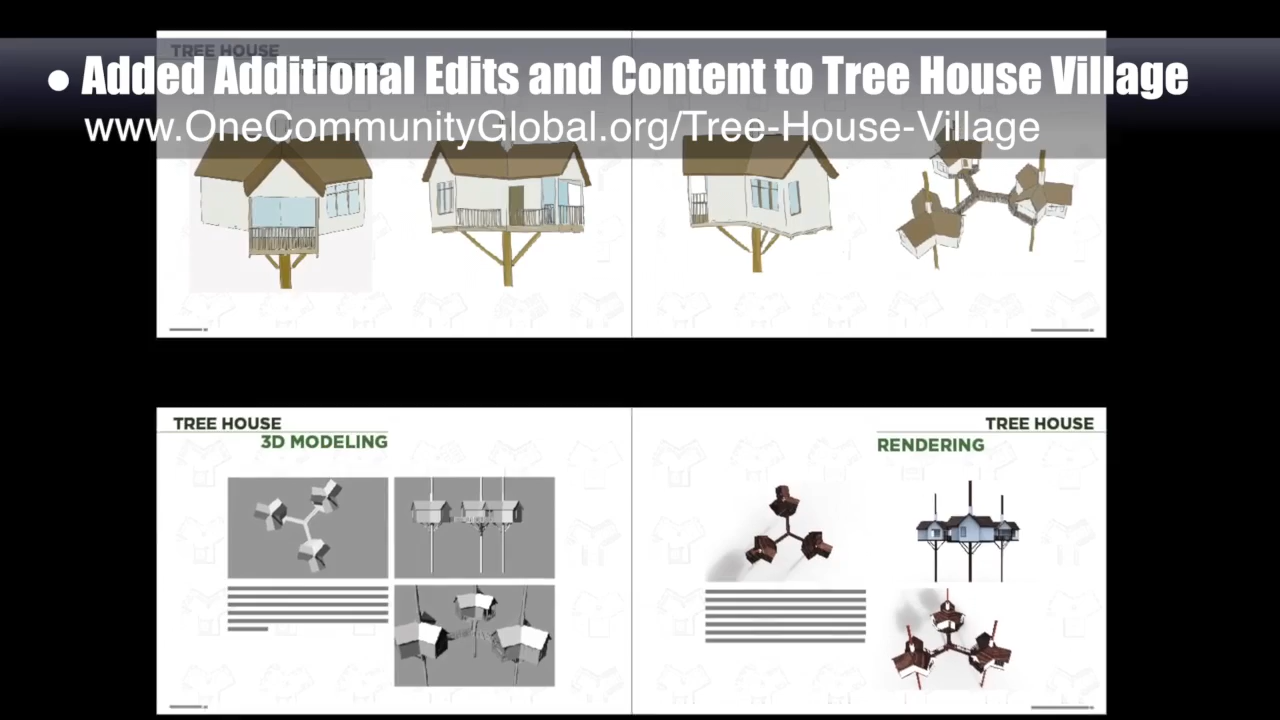 TREE HOUSE
● Added Additional Edits and Content to Tree House Village
www.OneCommunityGlobal.org/Tree-House-Village
TREE HOUSE
3D MODELING
TREE HOUSE
RENDERING